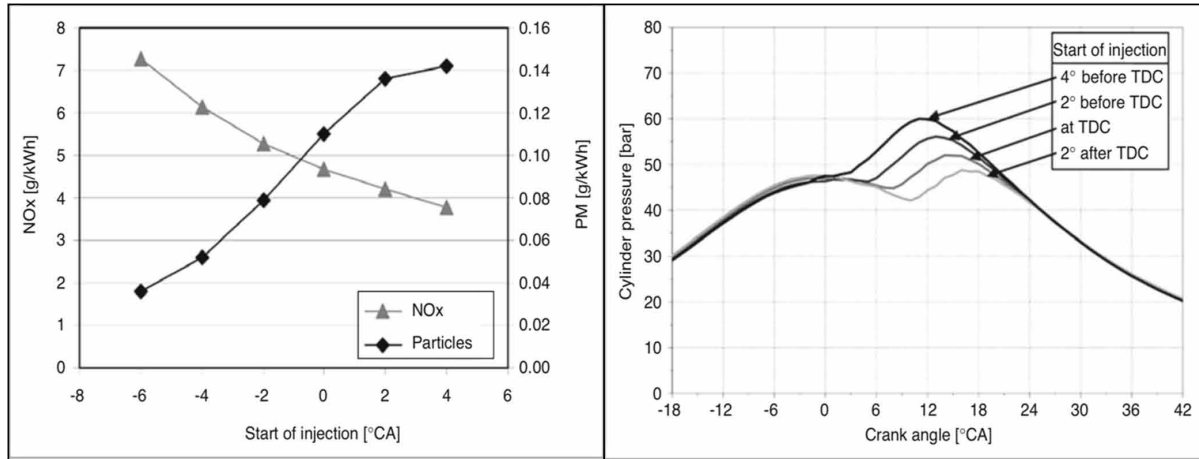 8
7
6
5
4
3
2
1
0
NOx [g/kWh]
0.16
0.14
0.12
0.10
0.08
0.06
0.04
0.02
0.00
PM [g/kWh]
NOx
Particles
-8 -6 -4 -2 0 2 4 6
Start of injection [°CA]
80
70
60
50
40
30
20
10
0
Cylinder pressure [bar]
Start of injection
4° before TDC
2° before TDC
at TDC
2° after TDC
-18 -12 -6 0 6 12 18 24 30 36 42
Crank angle [°CA]